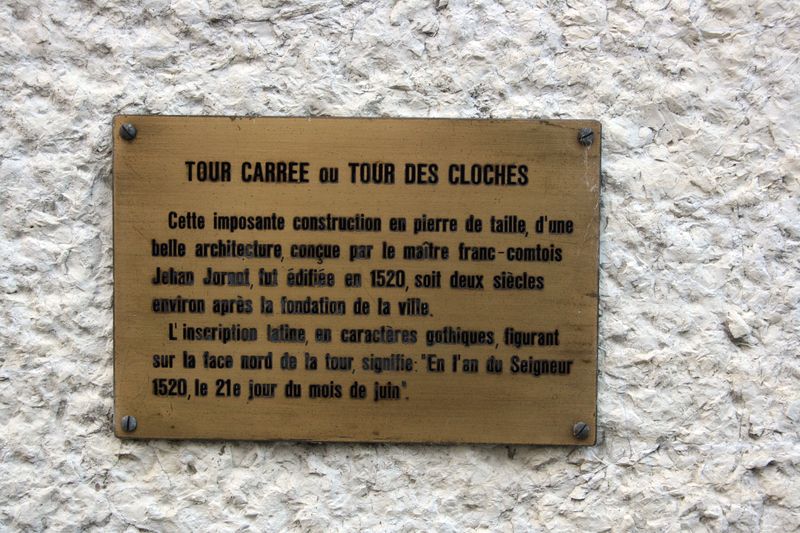 TOUR CARREE ou TOUR DES CLOCHES
Cette imposante construction en pierre de taille, d'une
belle architecture, conçue par le maître franc-comtois
Jehan Jornot, fut édifiée en 1520, soit deux siècles
environ après la fondation de la ville.
L'inscription latine, en caractères gothiques, figurant
sur la face nord de la tour, signifie: "En l'an du Seigneur
1520, le 21e jour du mois de juin".